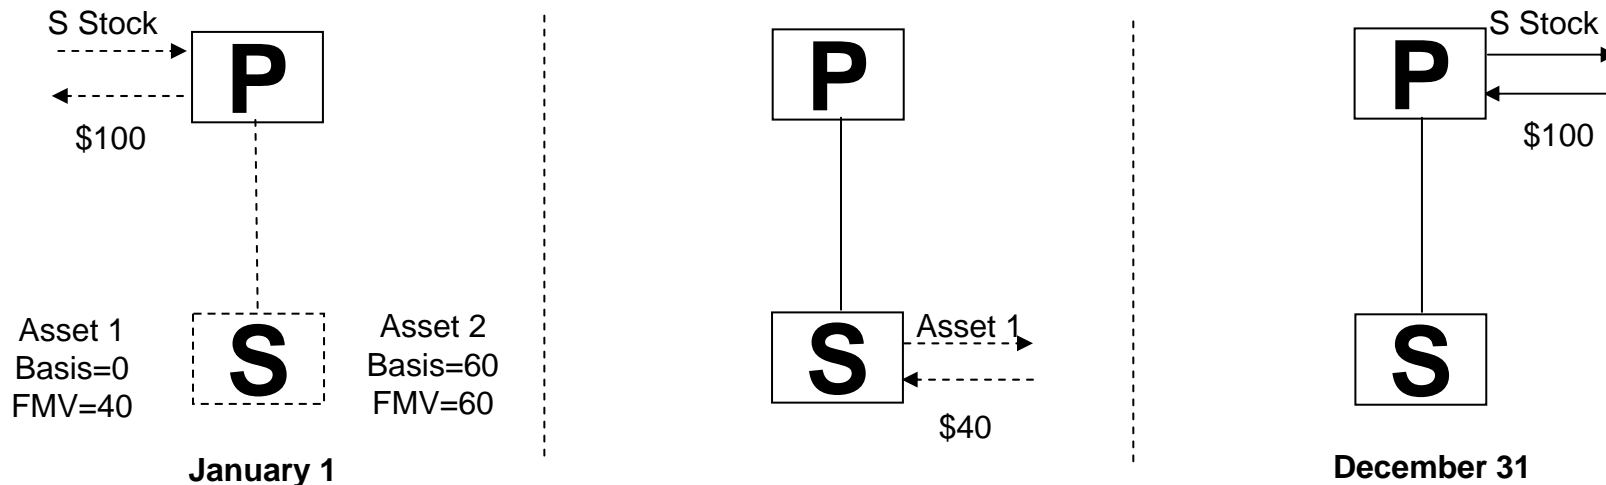 S Stock
P
$100
Asset 1
Basis=0
FMV=40
S
Asset 2
Basis=60
FMV=60
January 1
P
S
Asset 1
$40
P
S Stock
$100
S
December 31